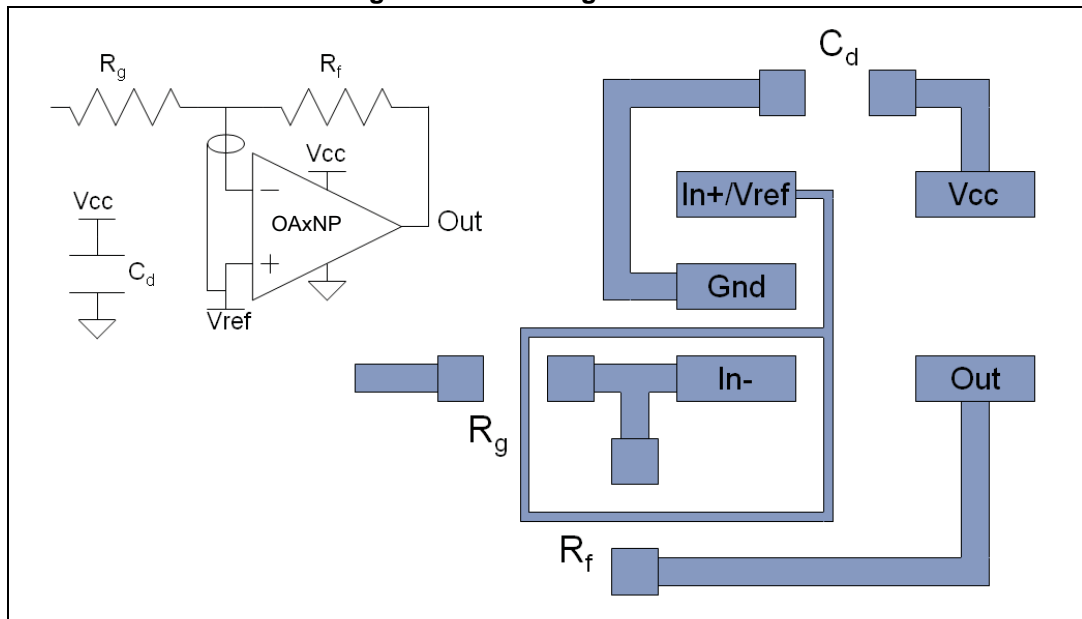 R_g
R_f
Vcc
−
OAxNP
Out
+
Vref
Vcc
C_d
C_d
In+/Vref
Vcc
Gnd
In-
Out
R_g
R_f